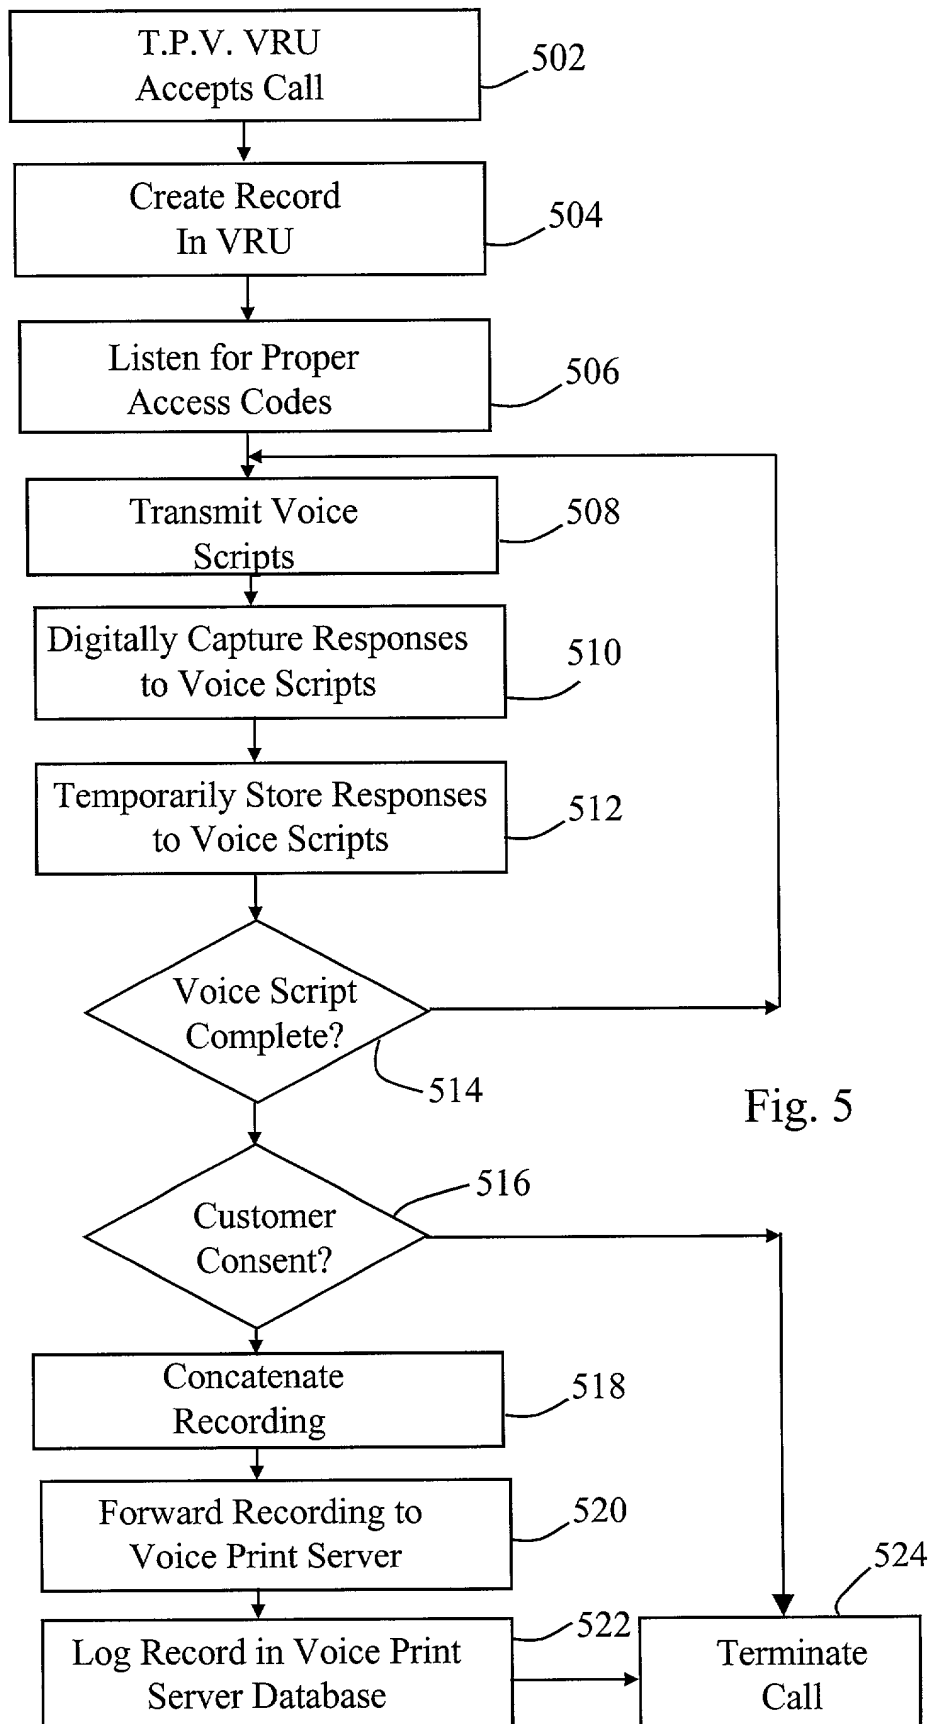 T.P.V. VRU
Accepts Call
502
Create Record
In VRU
504
Listen for Proper
Access Codes
506
Transmit Voice
Scripts
508
Digitally Capture Responses
to Voice Scripts
510
Temporarily Store Responses
to Voice Scripts
512
Voice Script
Complete?
514
Fig. 5
Customer
Consent?
516
Concatenate
Recording
518
Forward Recording to
Voice Print Server
520
Log Record in Voice Print
Server Database
522
Terminate
Call
524